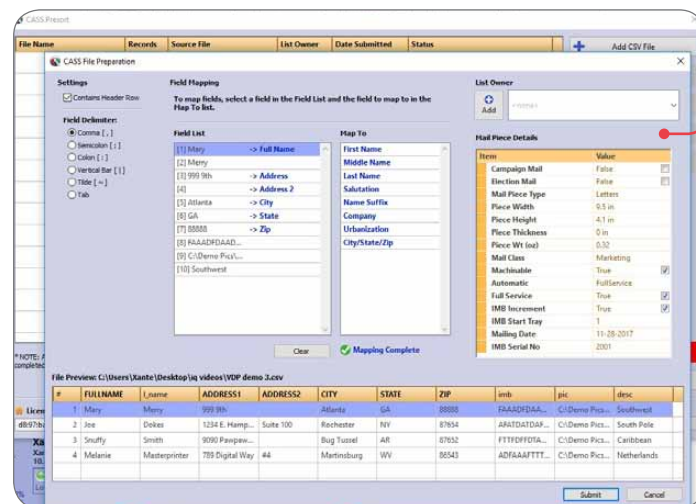 CASS Presort
File Name Records Source File List Owner Date Submitted Status
Add CSV File
CASS File Preparation
Settings
Contains Header Row
Field Delimiter:
Comma [ , ]
Semicolon [ ; ]
Colon [ : ]
Vertical Bar [ | ]
Tilde [ ~ ]
Tab
Field Mapping
To map fields, select a field in the Field List and the field to map to in the
Map To list.
Field List
[1] Mary -> Full Name
[2] Merry
[3] 999 9th -> Address
[4] -> Address 2
[5] Atlanta -> City
[6] GA -> State
[7] 88888 -> Zip
[8] FAAADFDAAD...
[9] C:\Demo Pics\...
[10] Southwest
Map To
First Name
Middle Name
Last Name
Salutation
Name Suffix
Company
Urbanization
City/State/Zip
Clear
Mapping Complete
List Owner
Add
<none>
Mail Piece Details
Item Value
Campaign Mail False
Election Mail False
Mail Piece Type Letters
Piece Width 9.5 in
Piece Height 4.1 in
Piece Thickness 0 in
Piece Wt (oz) 0.32
Mail Class Marketing
Machinable True
Automatic FullService
Full Service True
IMB Increment True
IMB Start Tray 1
Mailing Date 11-28-2017
IMB Serial No 2001
* NOTE:
completed
File Preview: C:\Users\Xante\Desktop\iq videos\VDP demo 3.csv
# FULLNAME l_name ADDRESS1 ADDRESS2 CITY STATE ZIP imb pic desc
1 Mary Merry 999 9th Atlanta GA 88888 FAAADFDAA... C:\Demo Pics... Southwest
2 Joe Dokes 1234 E. Hamp... Suite 100 Rochester NY 87654 AFATDATDAF... C:\Demo Pics... South Pole
3 Snuffy Smith 9090 Pawpaw... Bug Tussel AR 87652 FTTFDFFDTA... C:\Demo Pics... Caribbean
4 Melanie Masterprinter 789 Digital Way #4 Martinsburg WV 86543 ADFAAAFTTT... C:\Demo Pics... Netherlands
Submit
Cancel